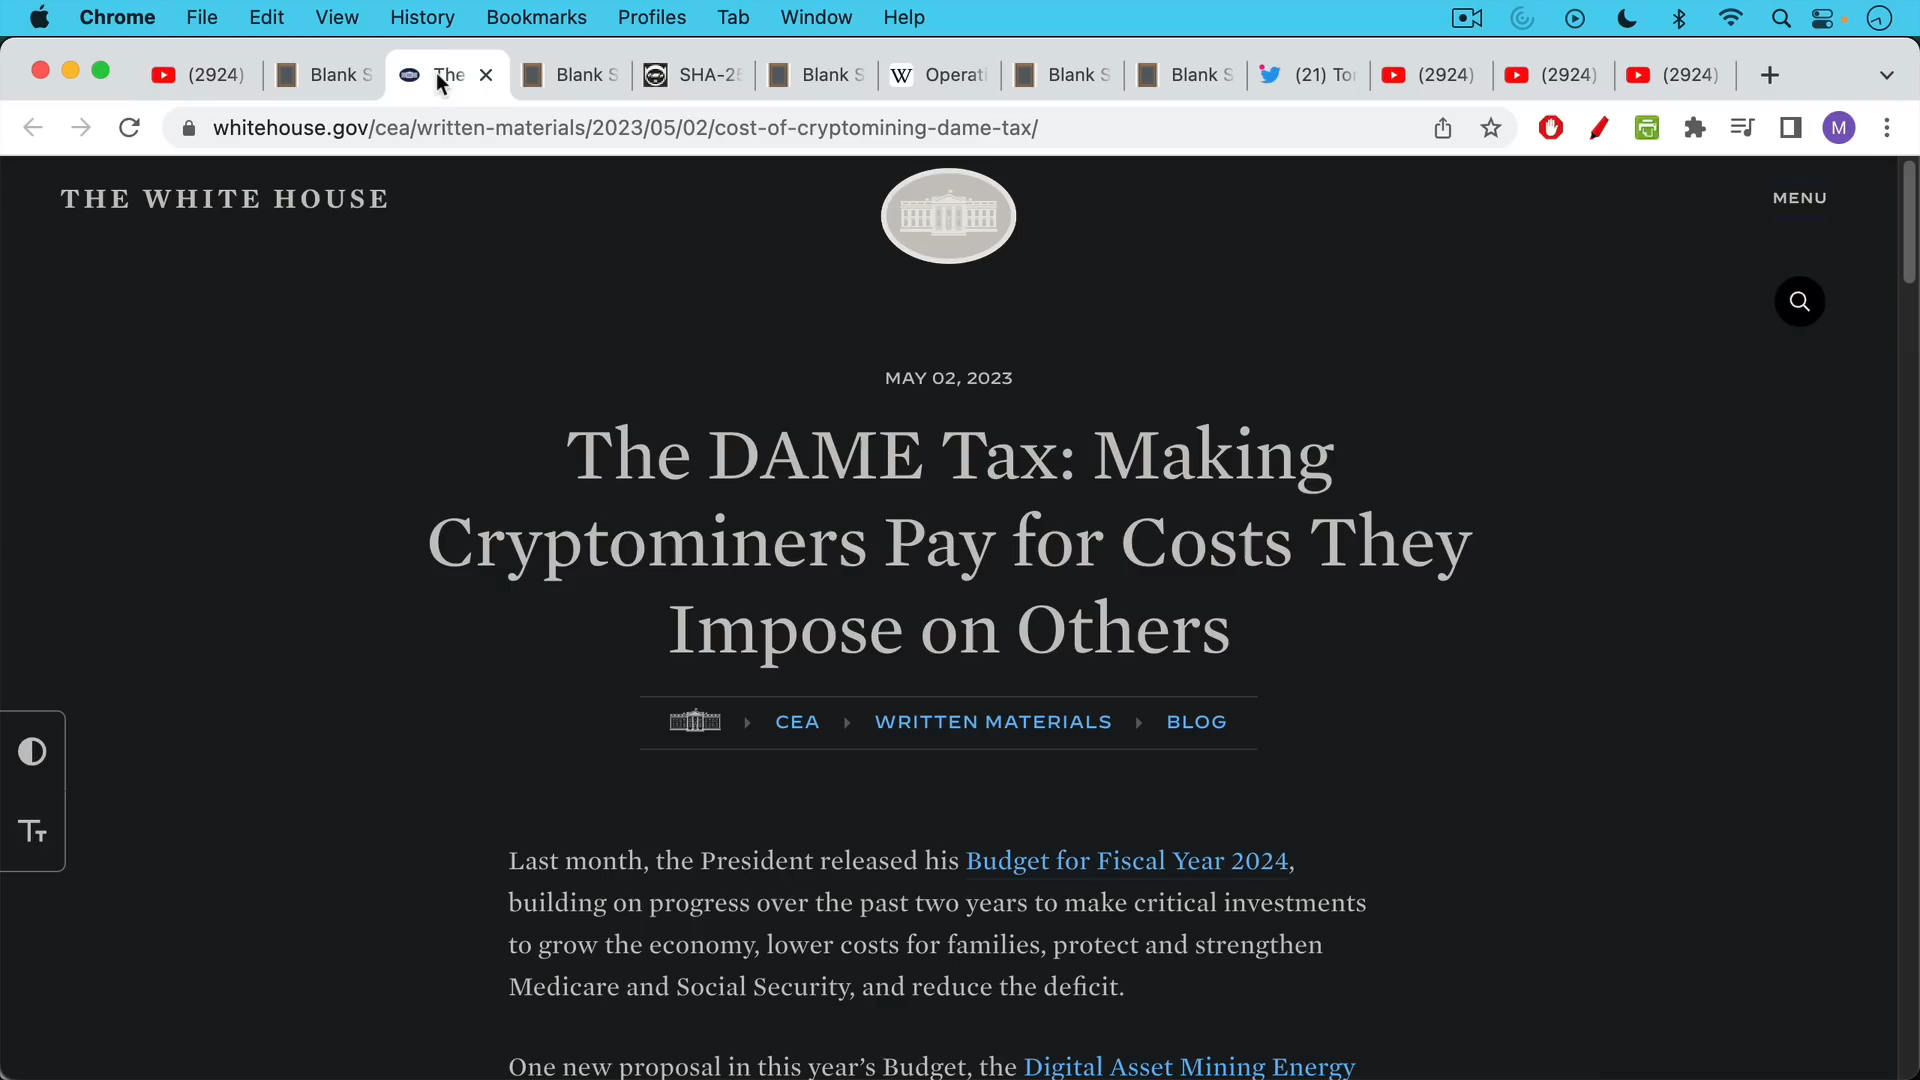 Chrome File Edit View History Bookmarks Profiles Tab Window Help
(2924) Blank S The Blank S SHA-25 Blank S W Operati Blank S Blank S (21) To (2924) (2924) (2924)
whitehouse.gov/cea/written-materials/2023/05/02/cost-of-cryptomining-dame-tax/ M
THE WHITE HOUSE
MENU
MAY 02, 2023
The DAME Tax: Making
Cryptominers Pay for Costs They
Impose on Others
CEA WRITTEN MATERIALS BLOG
Tт
Last month, the President released his Budget for Fiscal Year 2024,
building on progress over the past two years to make critical investments
to grow the economy, lower costs for families, protect and strengthen
Medicare and Social Security, and reduce the deficit.
One new proposal in this year's Budget, the Digital Asset Mining Energy